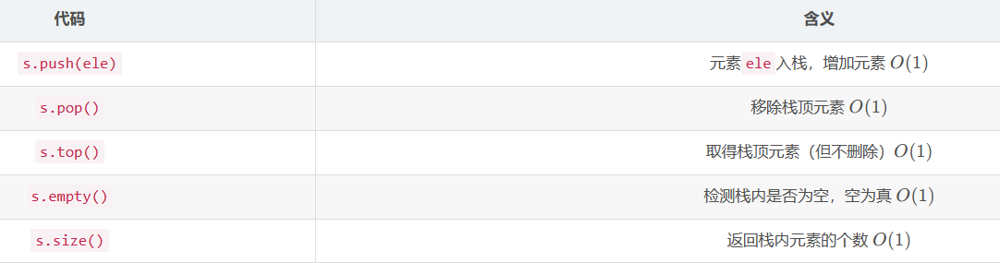 代码 含义
s.push(ele) 元素 ele 入栈，增加元素 O(1)
s.pop() 移除栈顶元素 O(1)
s.top() 取得栈顶元素（但不删除）O(1)
s.empty() 检测栈内是否为空，空为真 O(1)
s.size() 返回栈内元素的个数 O(1)